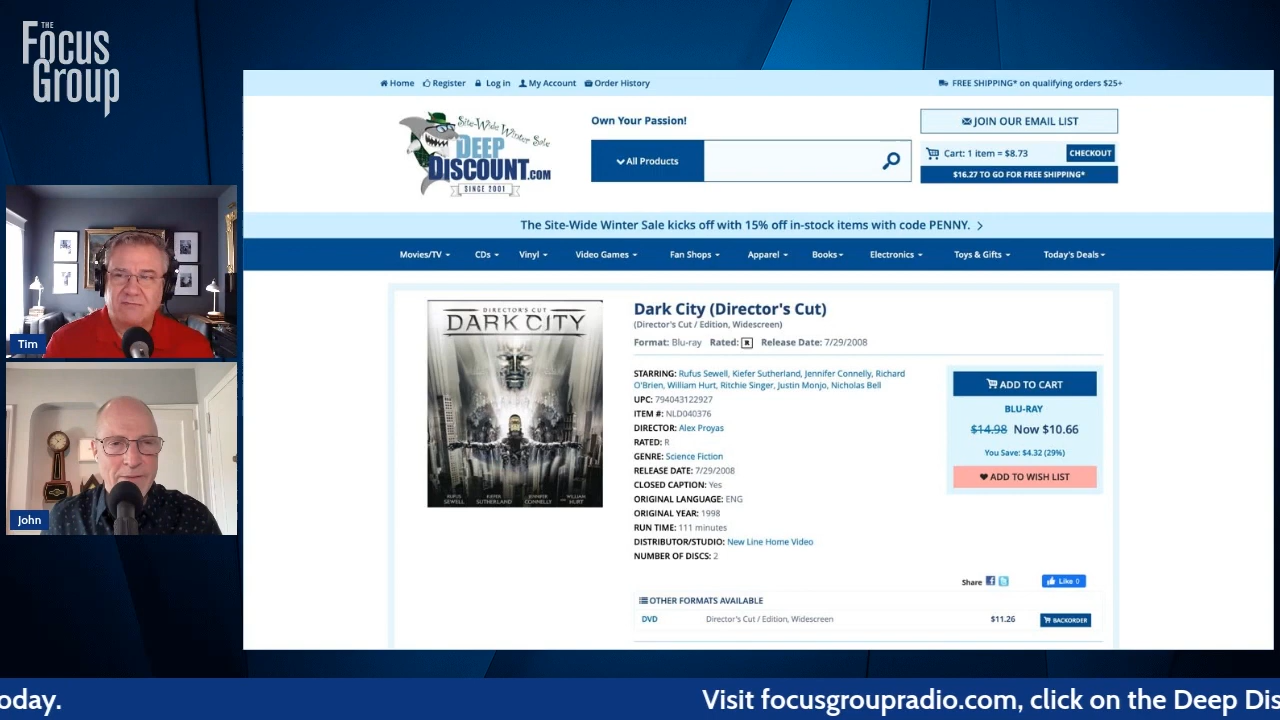 THE
Focus
Group
Home Register Log in My Account Order History
FREE SHIPPING* on qualifying orders $25+
Site-Wide Winter Sale
DEEP
DISCOUNT.COM
SINCE 2001
Own Your Passion!
All Products
JOIN OUR EMAIL LIST
Cart: 1 item = $8.73 CHECKOUT
$16.27 TO GO FOR FREE SHIPPING*
The Site-Wide Winter Sale kicks off with 15% off in-stock items with code PENNY.
Movies/TV CDs Vinyl Video Games Fan Shops Apparel Books Electronics Toys & Gifts Today's Deals
DIRECTOR'S CUT
DARK CITY
RUFUS SEWELL KIEFER SUTHERLAND JENNIFER CONNELLY AND WILLIAM HURT
Dark City (Director's Cut)
(Director's Cut / Edition, Widescreen)
Format: Blu-ray Rated: R Release Date: 7/29/2008
STARRING: Rufus Sewell, Kiefer Sutherland, Jennifer Connelly, Richard
O'Brien, William Hurt, Ritchie Singer, Justin Monjo, Nicholas Bell
UPC: 794043122927
ITEM #: NLD040376
DIRECTOR: Alex Proyas
RATED: R
GENRE: Science Fiction
RELEASE DATE: 7/29/2008
CLOSED CAPTION: Yes
ORIGINAL LANGUAGE: ENG
ORIGINAL YEAR: 1998
RUN TIME: 111 minutes
DISTRIBUTOR/STUDIO: New Line Home Video
NUMBER OF DISCS: 2
ADD TO CART
BLU-RAY
$14.98 Now $10.66
You Save: $4.32 (29%)
ADD TO WISH LIST
Share Like 0
OTHER FORMATS AVAILABLE
DVD Director's Cut / Edition, Widescreen $11.26 BACKORDER
Tim
John
oday. Visit focusgroupradio.com, click on the Deep Dis